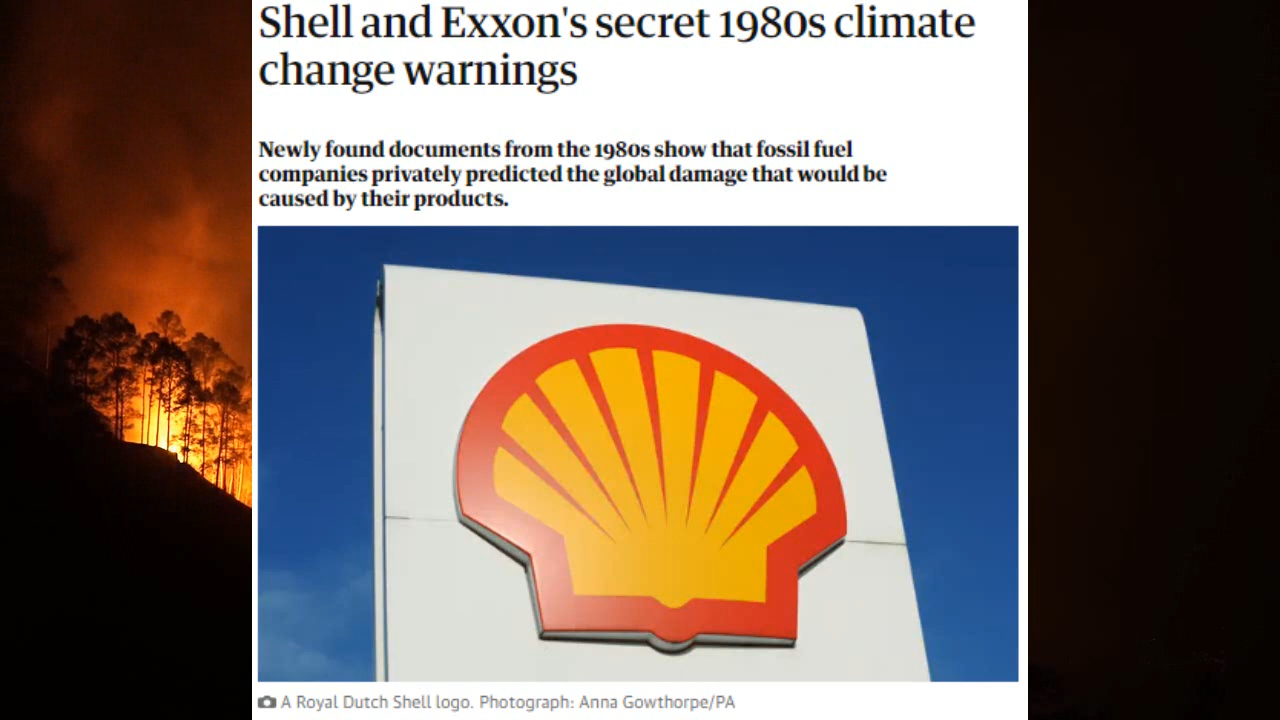 Shell and Exxon's secret 1980s climate
change warnings
Newly found documents from the 1980s show that fossil fuel
companies privately predicted the global damage that would be
caused by their products.
A Royal Dutch Shell logo. Photograph: Anna Gowthorpe/PA